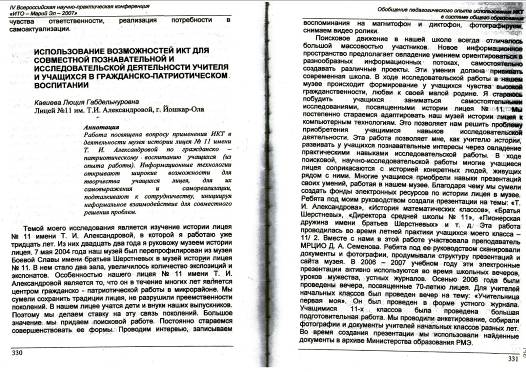 IV Всероссийская научно-практическая конференция
«ИТО – Марий Эл – 2007»
чувства ответственности, реализация потребности в
самоактуализации.
ИСПОЛЬЗОВАНИЕ ВОЗМОЖНОСТЕЙ ИКТ ДЛЯ
СОВМЕСТНОЙ ПОЗНАВАТЕЛЬНОЙ И
ИССЛЕДОВАТЕЛЬСКОЙ ДЕЯТЕЛЬНОСТИ УЧИТЕЛЯ
И УЧАЩИХСЯ В ГРАЖДАНСКО-ПАТРИОТИЧЕСКОМ
ВОСПИТАНИИ
Кавиева Люция Габдельнуровна
Лицей №11 им. Т.И. Александровой, г. Йошкар-Ола
Аннотация
Работа посвящена вопросу применения ИКТ в
деятельности музея истории лицея № 11 имени
Т. И. Александровой по гражданско –
патриотическому воспитанию учащихся (из
опыта работы). Информационные технологии
открывают широкие возможности для
творчества учащихся лицея, для их
самовыражения и самореализации,
подталкивают к сотрудничеству, инициируя
информационные взаимодействия для совместного
решения проблем.
Темой моего исследования является изучение истории лицея
№ 11 имени Т. И. Александровой, в которой я работаю уже
тридцать лет. Из них двадцать два года я руковожу музеем истории
лицея. 7 мая 2004 года наш музей был перепрофилирован из музея
Боевой Славы имени братьев Шерстневых в музей истории лицея
№ 11. В нем стало два зала, увеличилось количество экспозиций и
экспонатов. Особенностью нашего лицея № 11 имени Т. И.
Александровой является то, что он в течение многих лет является
центром гражданско - патриотической работы в микрорайоне. Мы
сумели сохранить традиции лицея, не разрушили преемственности
поколений. В нашем лицее учатся дети и внуки наших выпускников.
Поэтому мы делаем ставку на эту связь поколений. Большое
значение мы придаем поисковой работе. Постоянно стараемся
совершенствовать ее формы: Проводим интервью, записываем
330
Обобщение педагогического опыта использования ИКТ
в системе общего образования
воспоминания на магнитофон и диктофон, фотографируем,
снимаем видео ролики.
Поисковое движение в нашей школе всегда отличалось
большой массовостью участников. Новое информационное
пространство предполагает овладение умением ориентироваться в
разнообразных информационных потоках, самостоятельно
создавать различные проекты. Эти умения должна прививать
современная школа. В ходе исследовательской работы в нашем
музее происходит формирование у учащихся чувства высокой
гражданственности, любви к своей малой родине. Я стараюсь
побудить учащихся заниматься самостоятельными
исследованиями, посвященными истории лицея № 11. Мы
постепенно стараемся адаптировать наш музей истории лицея к
компьютерным технологиям. Это позволяет нам решить проблему
приобретения учащимися навыков исследовательской
деятельности. Эта работа позволяет мне, как учителю истории,
развивать у учащихся познавательные интересы через овладение
практическими навыками исследовательской работы. В ходе
поисковой, научно-исследовательской работы многие учащиеся
лицея соприкасаются с историей конкретных людей, живущих
рядом с ними. Многие учащиеся приобрели навыки презентаций
своих умений, работая в нашем музее. Благодаря чему мы сумели
создать фонды электронных ресурсов по истории лицея в музее.
Ребята под моим руководством создали презентации на тему: «Т.
И. Александрова», «История математических классов», «Братья
Шерстневы», «Директора средней школы № 11», «Пионерская
дружина имени братьев Шерстневых» и т. д. Эта работа
проводилась во время летней практики учащихся моего класса –
11/ 2. Вместе с нами в этой работе участвовал преподаватель
МРЦИО Д. А. Семенова. Ребята под ее руководством сканировали
документы и фотографии, продумывали структуру презентаций и
сайта музея. В 2006 – 2007 учебном году эти электронные
презентации активно используются во время школьных вечеров,
уроков мужества, устных журналов. Осенью 2006 года были
проведены вечера, посвященные 70-летию лицея. Для учителей
начальных классов был проведен вечер на тему: «Учительница
первая моя». Он был проведен в форме устного журнала.
Учащимися 11-х классов была проведена большая
подготовительная работа. Мы проводили анкетирование, собирали
фотографии и документы учителей начальных классов разных лет.
Во время создания презентации мы использовали найденные
документы в архиве Министерства образования РМЭ.
331